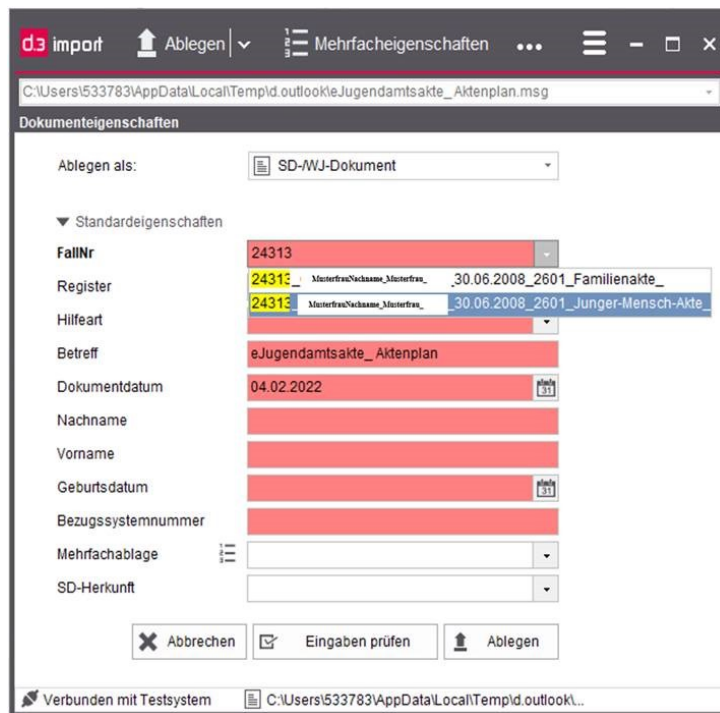 d.3 import Ablegen Mehrfacheigenschaften
C:\Users\533783\AppData\Local\Temp\d.outlook\eJugendamtsakte_ Aktenplan.msg
Dokumenteigenschaften
Ablegen als: SD-/WJ-Dokument
Standardeigenschaften
FallNr 24313
24313_ MusterfrauNachname_Musterfrau_ _30.06.2008_2601_Familienakte_
Register
24313_ MusterfrauNachname_Musterfrau_ _30.06.2008_2601_Junger-Mensch-Akte_
Hilfeart
Betreff eJugendamtsakte_ Aktenplan
Dokumentdatum 04.02.2022 31
Nachname
Vorname
Geburtsdatum 31
Bezugssystemnummer
Mehrfachablage
SD-Herkunft
Abbrechen Eingaben prüfen Ablegen
Verbunden mit Testsystem C:\Users\533783\AppData\Local\Temp\d.outlook\...